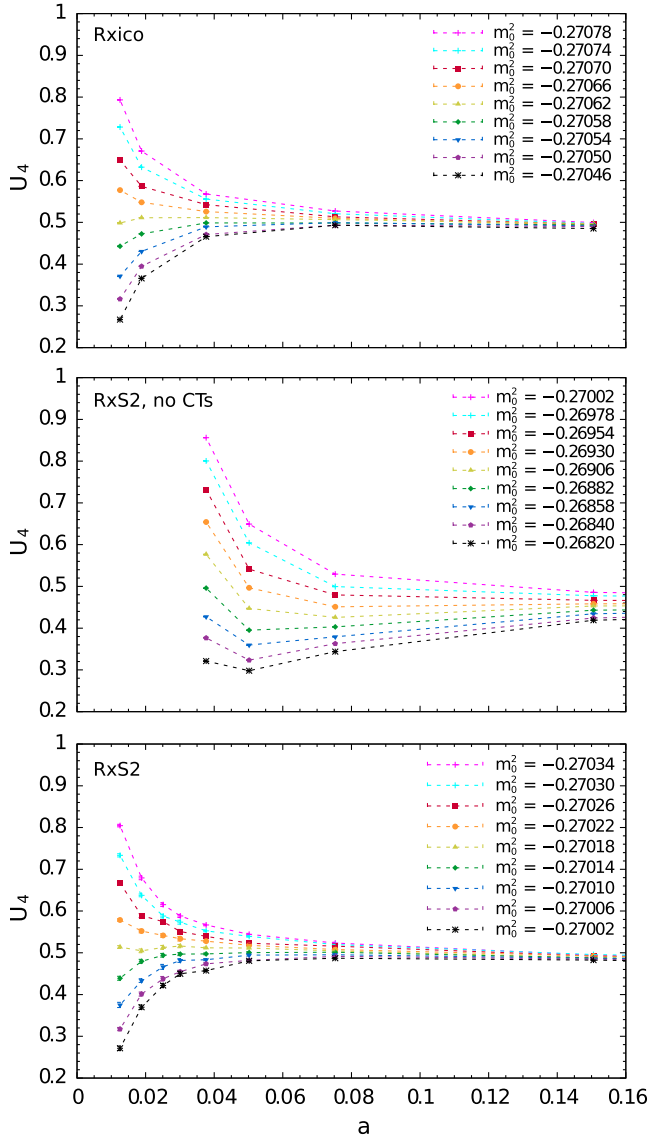 1
0.9
0.8
0.7
0.6
0.5
0.4
0.3
0.2
U₄
Rxico
m₀² = −0.27078
m₀² = −0.27074
m₀² = −0.27070
m₀² = −0.27066
m₀² = −0.27062
m₀² = −0.27058
m₀² = −0.27054
m₀² = −0.27050
m₀² = −0.27046
1
0.9
0.8
0.7
0.6
0.5
0.4
0.3
0.2
U₄
RxS2, no CTs
m₀² = −0.27002
m₀² = −0.26978
m₀² = −0.26954
m₀² = −0.26930
m₀² = −0.26906
m₀² = −0.26882
m₀² = −0.26858
m₀² = −0.26840
m₀² = −0.26820
1
0.9
0.8
0.7
0.6
0.5
0.4
0.3
0.2
U₄
RxS2
m₀² = −0.27034
m₀² = −0.27030
m₀² = −0.27026
m₀² = −0.27022
m₀² = −0.27018
m₀² = −0.27014
m₀² = −0.27010
m₀² = −0.27006
m₀² = −0.27002
0 0.02 0.04 0.06 0.08 0.1 0.12 0.14 0.16
a